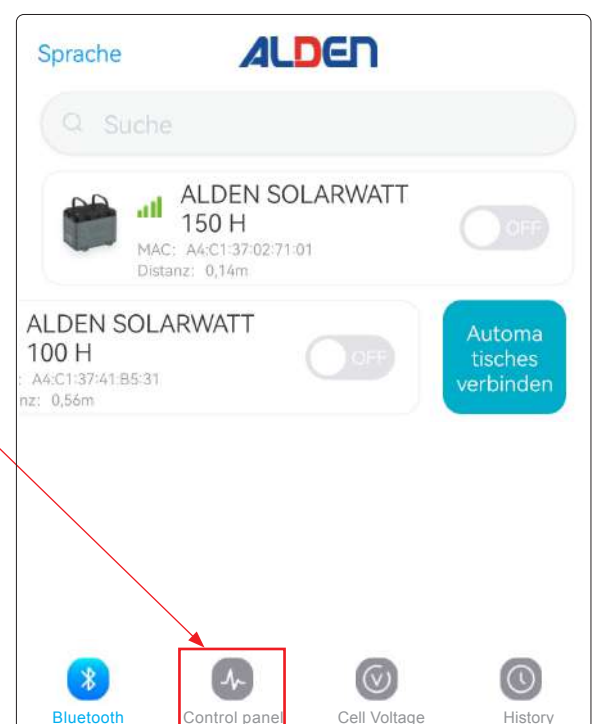 Sprache
ALDEN
Suche
ALDEN SOLARWATT
150 H
MAC: A4:C1:37:02:71:01
Distanz: 0,14m
OFF
ALDEN SOLARWATT
100 H
: A4:C1:37:41:B5:31
nz: 0,56m
OFF
Automa
tisches
verbinden
Bluetooth
Control panel
Cell Voltage
History